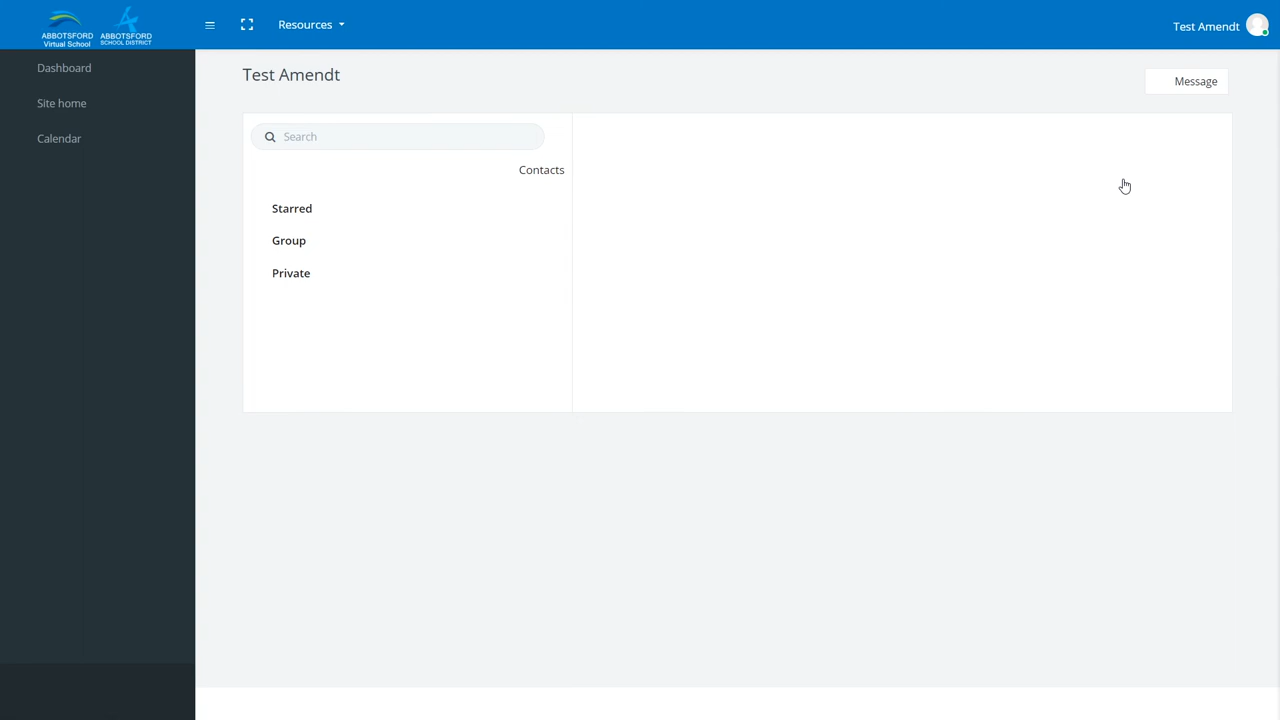 ABBOTSFORD
Virtual School
ABBOTSFORD
SCHOOL DISTRICT
Resources
Test Amendt
Dashboard
Site home
Calendar
Test Amendt
Message
Search
Contacts
Starred
Group
Private